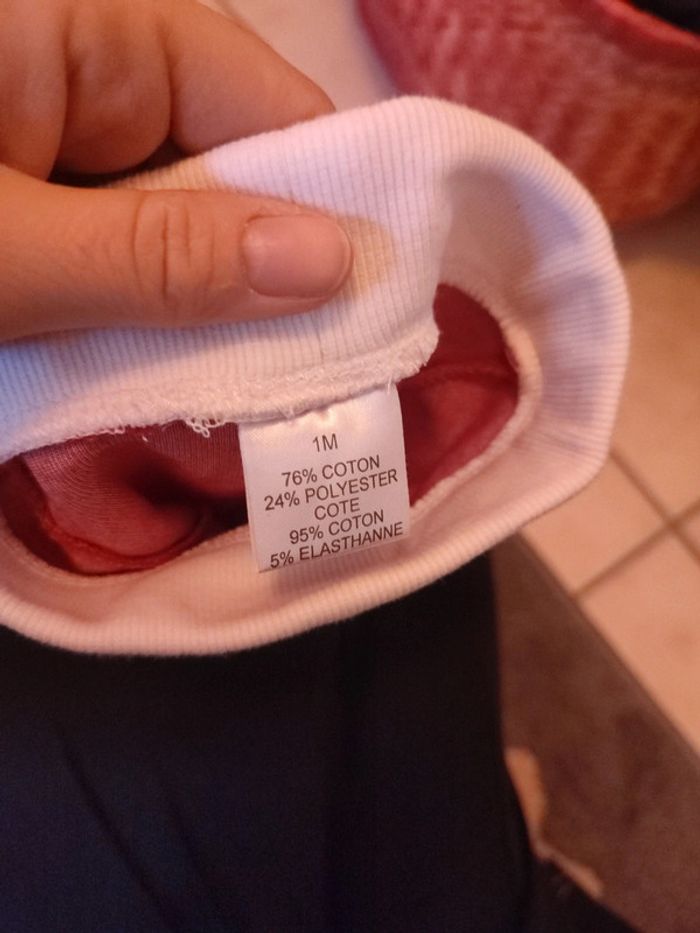 1M
76% COTON
24% POLYESTER
COTE
95% COTON
5% ELASTHANNE